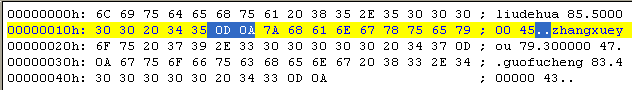 00000000h: 6C 69 75 64 65 68 75 61 20 38 35 2E 35 30 30 30 ; liudehua 85.5000
00000010h: 30 30 20 34 35 0D 0A 7A 68 61 6E 67 78 75 65 79 ; 00 45..zhangxuey
00000020h: 6F 75 20 37 39 2E 33 30 30 30 30 30 20 34 37 0D ; ou 79.300000 47.
00000030h: 0A 67 75 6F 66 75 63 68 65 6E 67 20 38 33 2E 34 ; .guofucheng 83.4
00000040h: 30 30 30 30 30 20 34 33 0D 0A ; 00000 43..